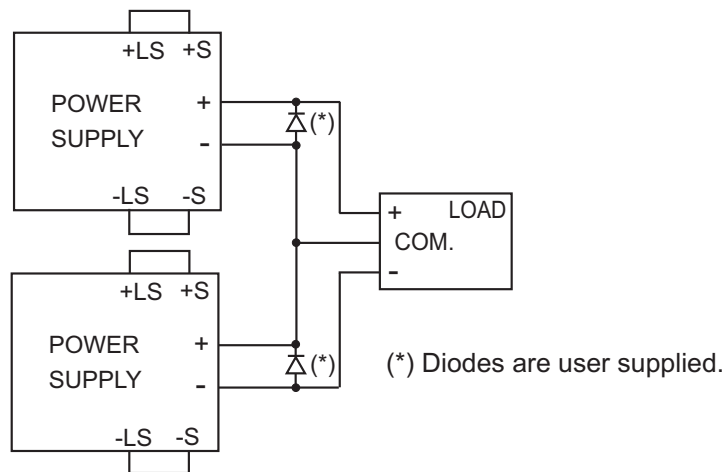 +LS +S
POWER
SUPPLY
+
-
-LS -S
(*)
+ LOAD
COM.
-
+LS +S
POWER
SUPPLY
+
-
-LS -S
(*)
(*) Diodes are user supplied.